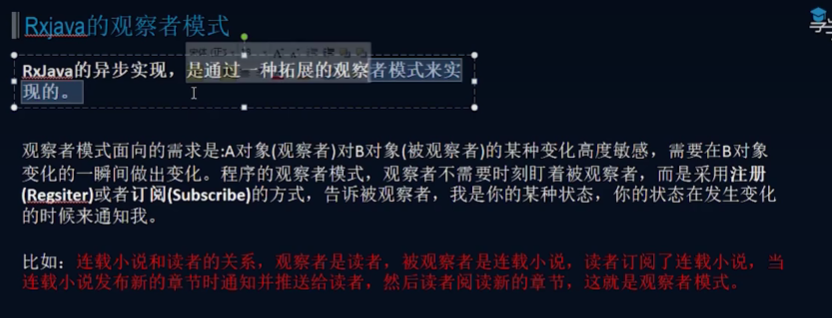 Rxjava的观察者模式
RxJava的异步实现，是通过一种拓展的观察者模式来实
现的。
观察者模式面向的需求是:A对象(观察者)对B对象(被观察者)的某种变化高度敏感，需要在B对象
变化的一瞬间做出变化。程序的观察者模式，观察者不需要时刻盯着被观察者，而是采用注册
(Regsiter)或者订阅(Subscribe)的方式，告诉被观察者，我是你的某种状态，你的状态在发生变化
的时候来通知我。
比如：连载小说和读者的关系，观察者是读者，被观察者是连载小说，读者订阅了连载小说，当
连载小说发布新的章节时通知并推送给读者，然后读者阅读新的章节，这就是观察者模式。